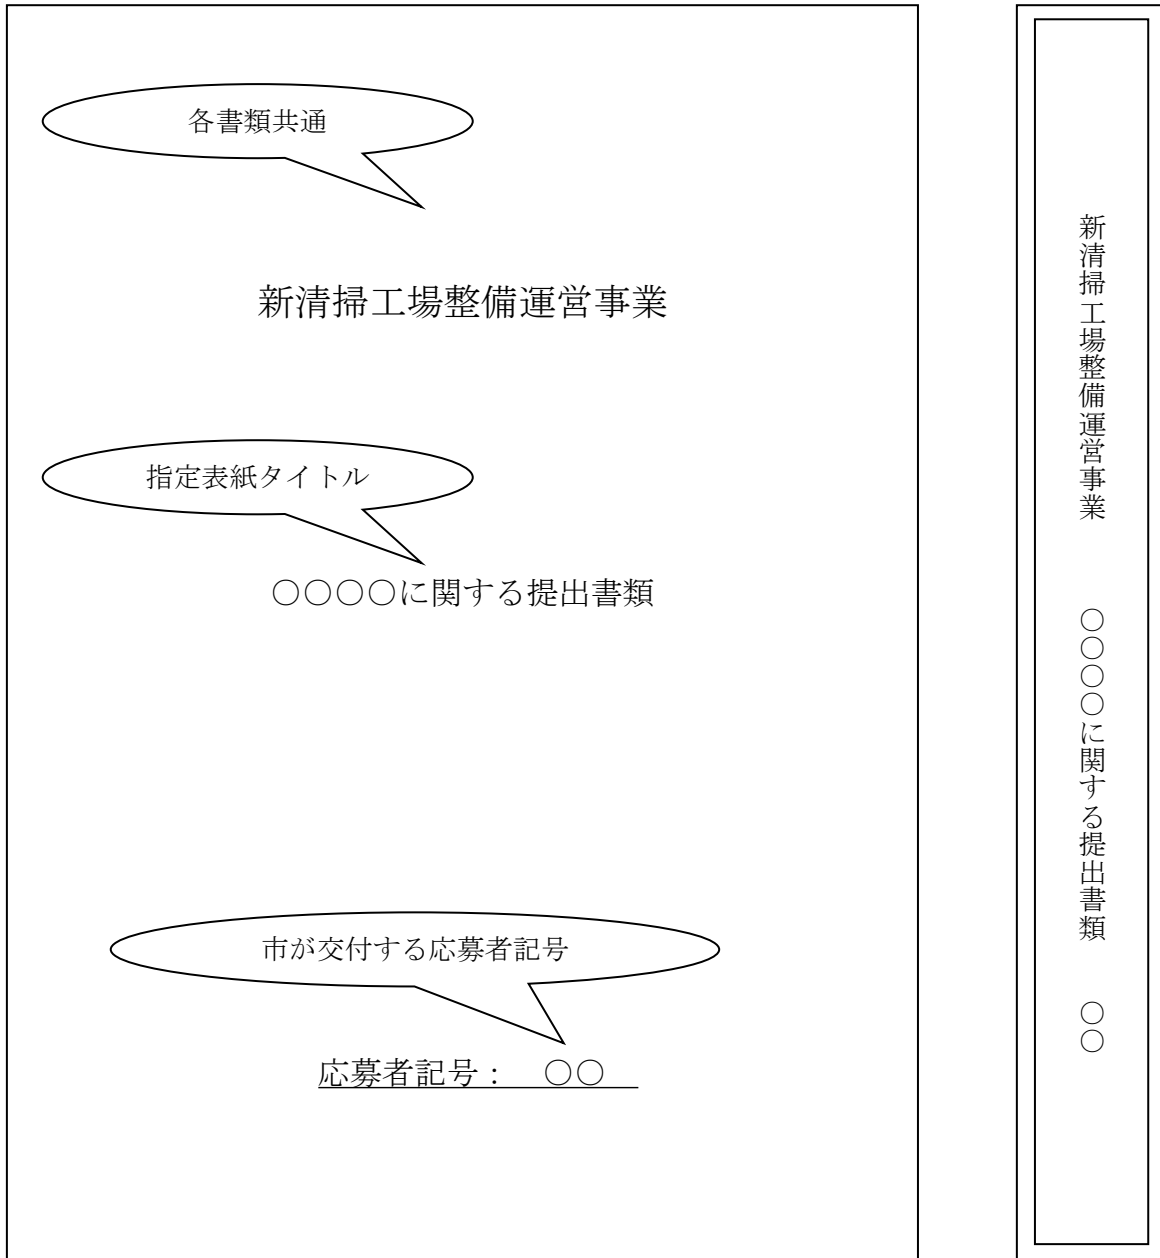 各書類共通
新清掃工場整備運営事業
指定表紙タイトル
○○○○に関する提出書類
市が交付する応募者記号
応募者記号： ○○
新清掃工場整備運営事業 ○○○○に関する提出書類 ○○